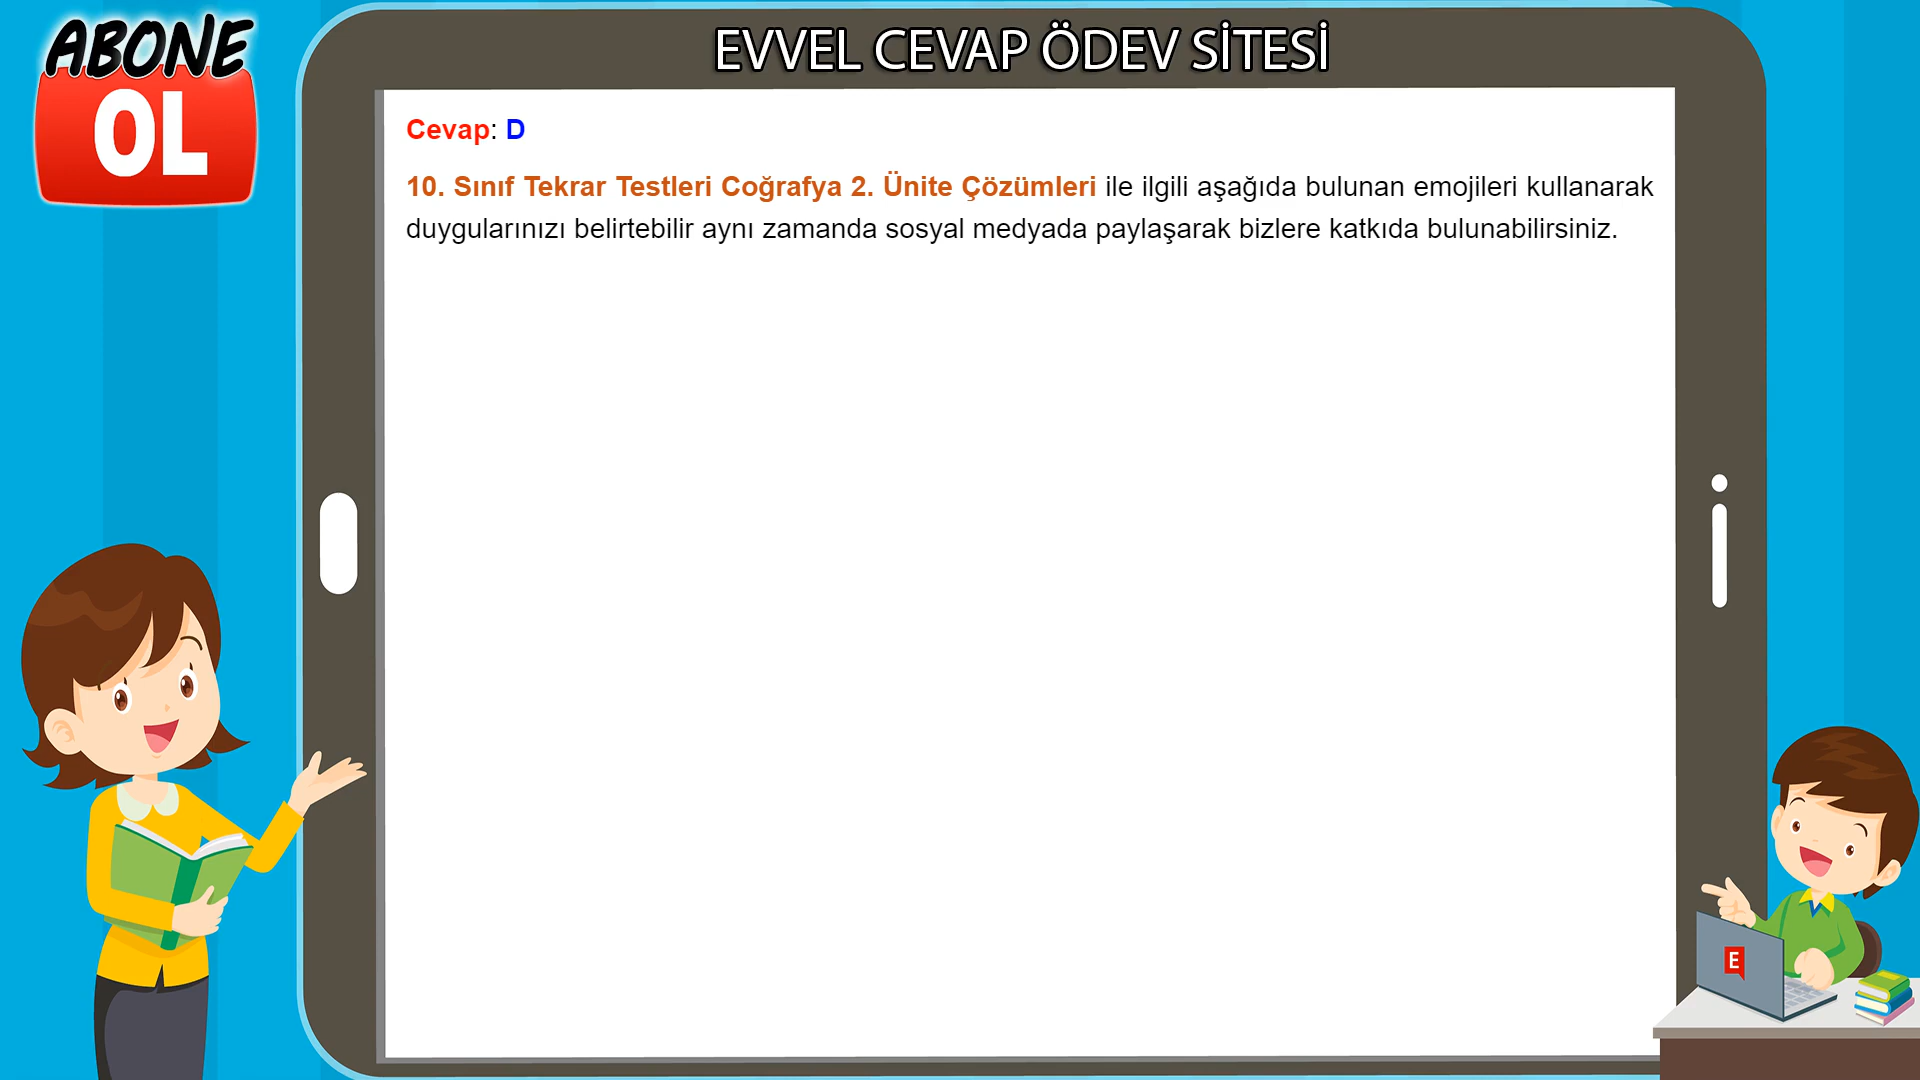 ABONE
OL
EVVEL CEVAP ÖDEV SİTESİ
Cevap: D
10. Sınıf Tekrar Testleri Coğrafya 2. Ünite Çözümleri ile ilgili aşağıda bulunan emojileri kullanarak
duygularınızı belirtebilir aynı zamanda sosyal medyada paylaşarak bizlere katkıda bulunabilirsiniz.
E